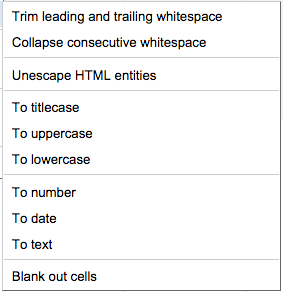 Trim leading and trailing whitespace
Collapse consecutive whitespace
Unescape HTML entities
To titlecase
To uppercase
To lowercase
To number
To date
To text
Blank out cells